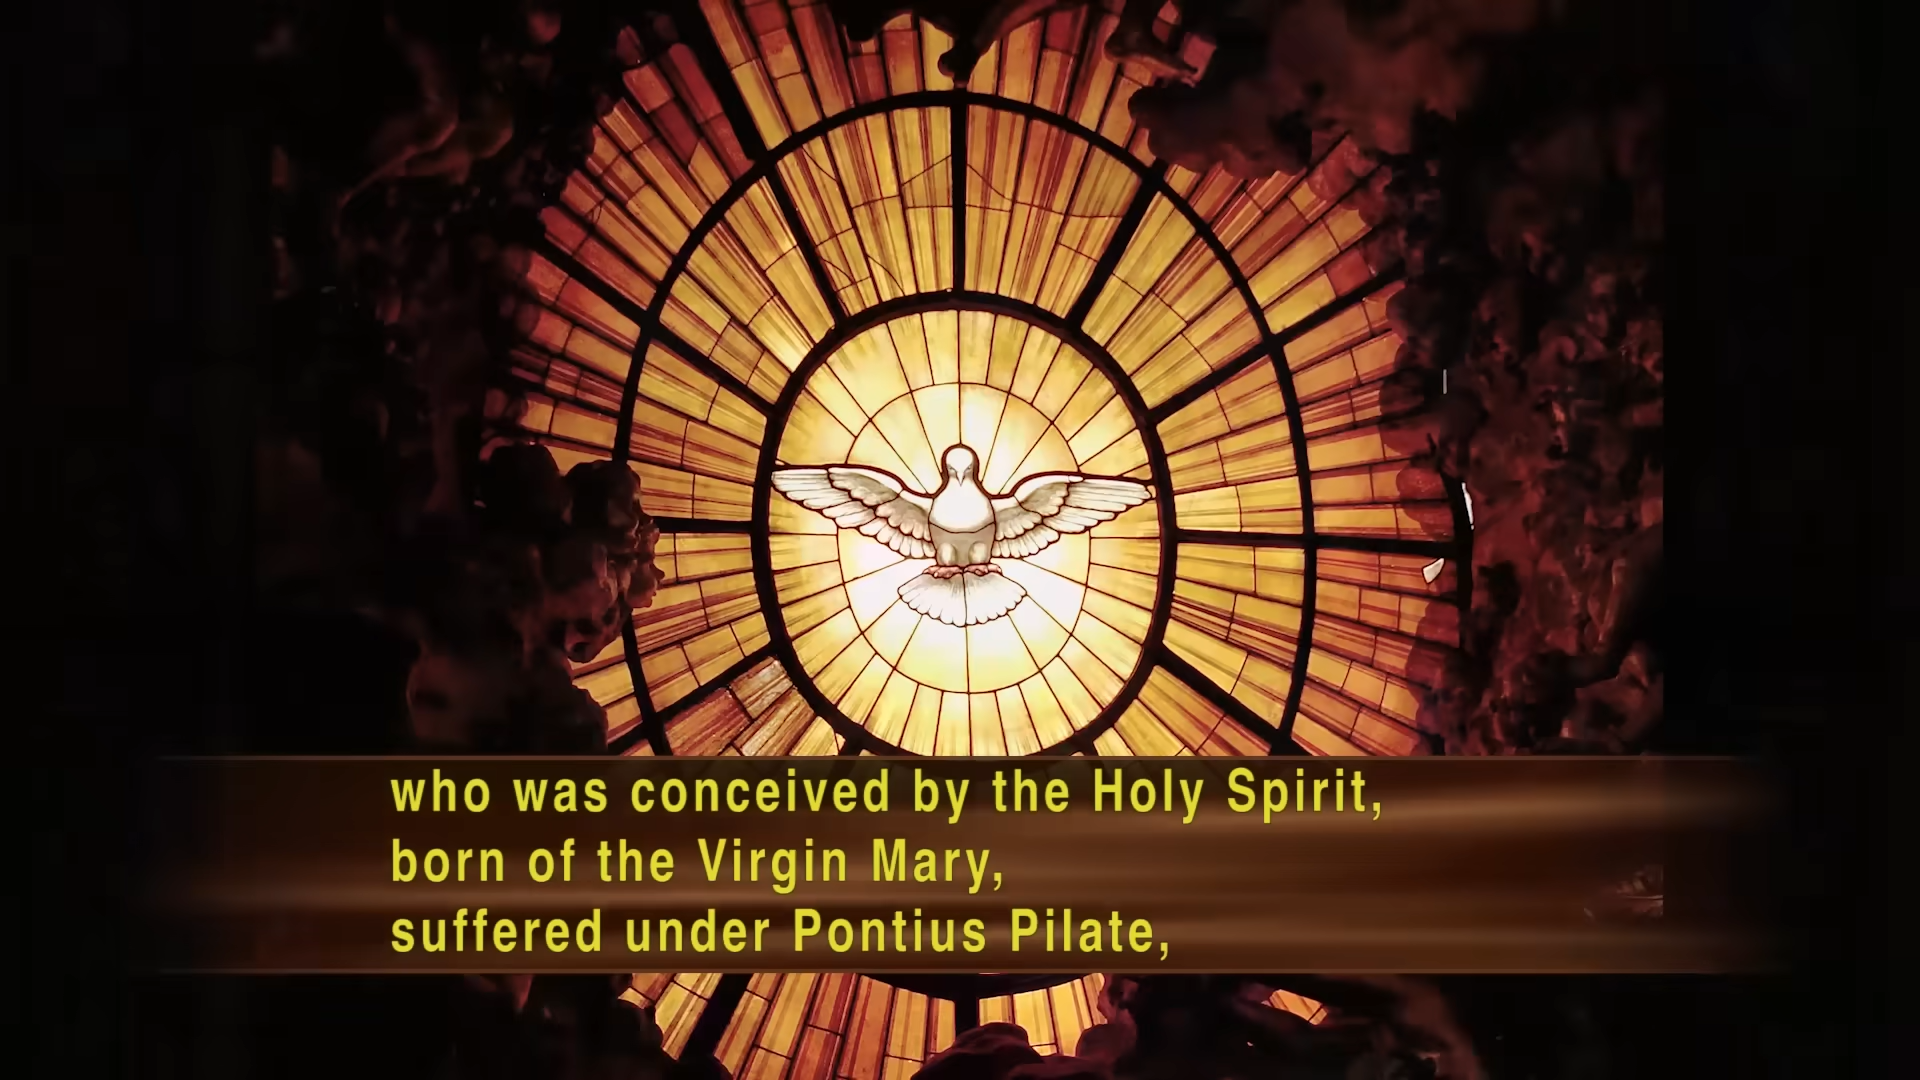 who was conceived by the Holy Spirit,
born of the Virgin Mary,
suffered under Pontius Pilate,